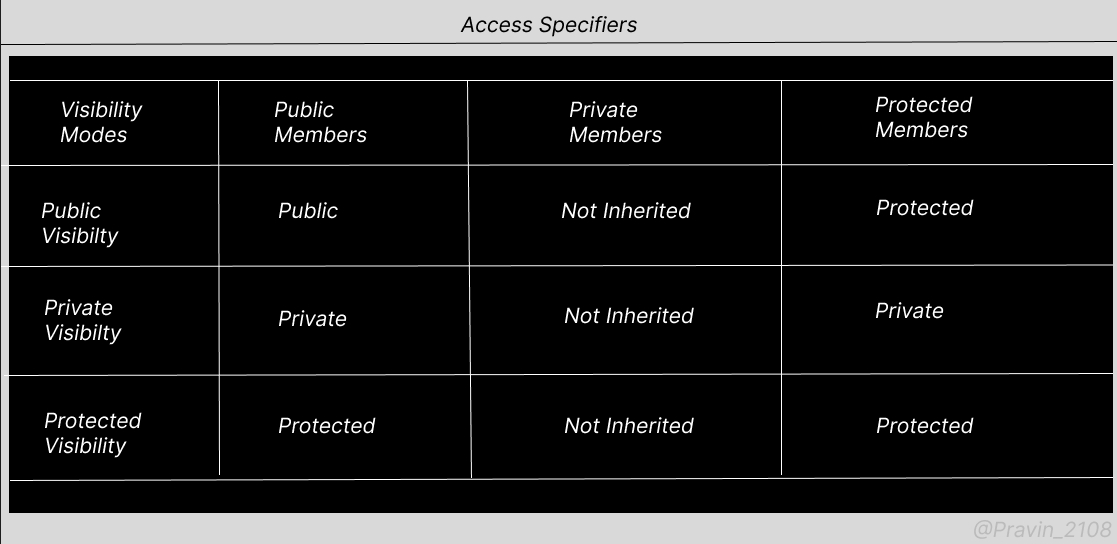 Access Specifiers
Visibility
Modes
Public
Members
Private
Members
Protected
Members
Public
Visibilty
Public
Not Inherited
Protected
Private
Visibilty
Private
Not Inherited
Private
Protected
Visibility
Protected
Not Inherited
Protected
@Pravin_2108